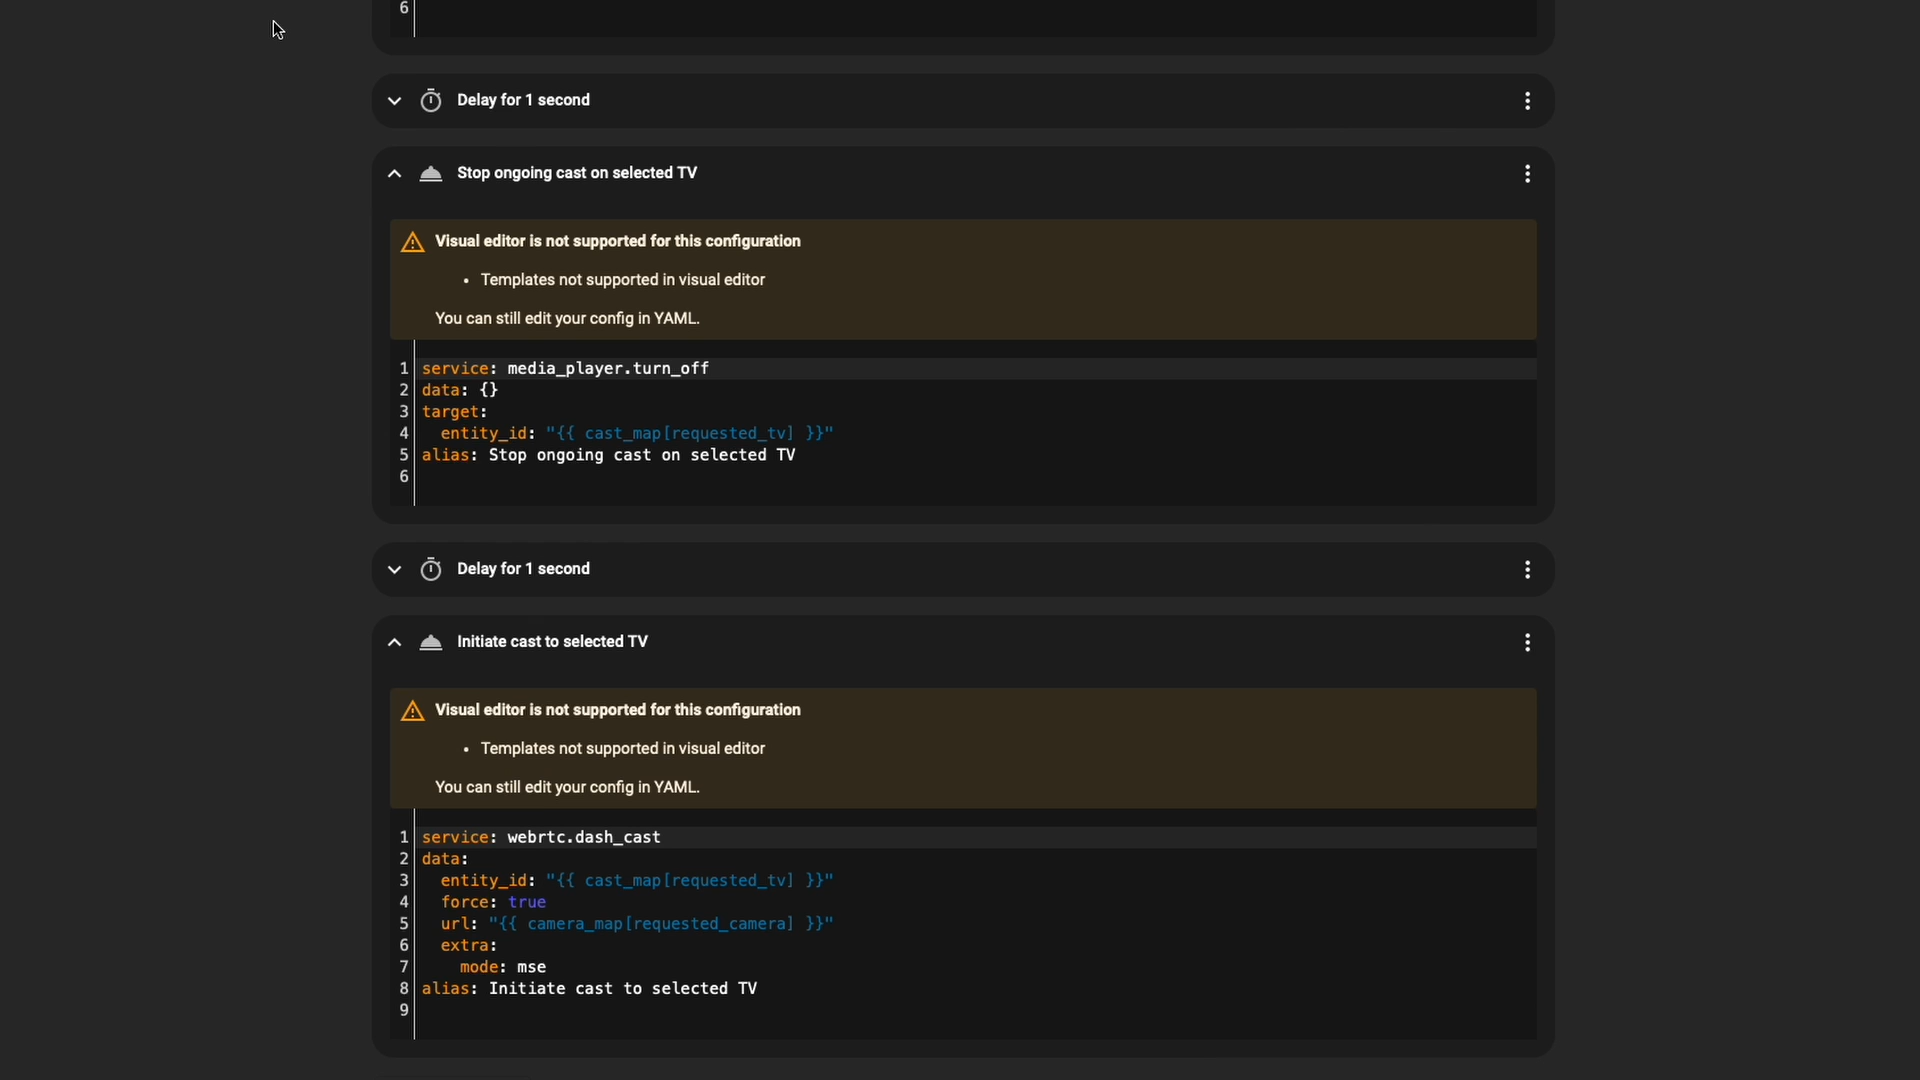 6
Delay for 1 second
Stop ongoing cast on selected TV
Visual editor is not supported for this configuration
• Templates not supported in visual editor
You can still edit your config in YAML.
1 service: media_player.turn_off
2 data: {}
3 target:
4   entity_id: "{{ cast_map[requested_tv] }}"
5 alias: Stop ongoing cast on selected TV
6
Delay for 1 second
Initiate cast to selected TV
Visual editor is not supported for this configuration
• Templates not supported in visual editor
You can still edit your config in YAML.
1 service: webrtc.dash_cast
2 data:
3   entity_id: "{{ cast_map[requested_tv] }}"
4   force: true
5   url: "{{ camera_map[requested_camera] }}"
6   extra:
7     mode: mse
8 alias: Initiate cast to selected TV
9